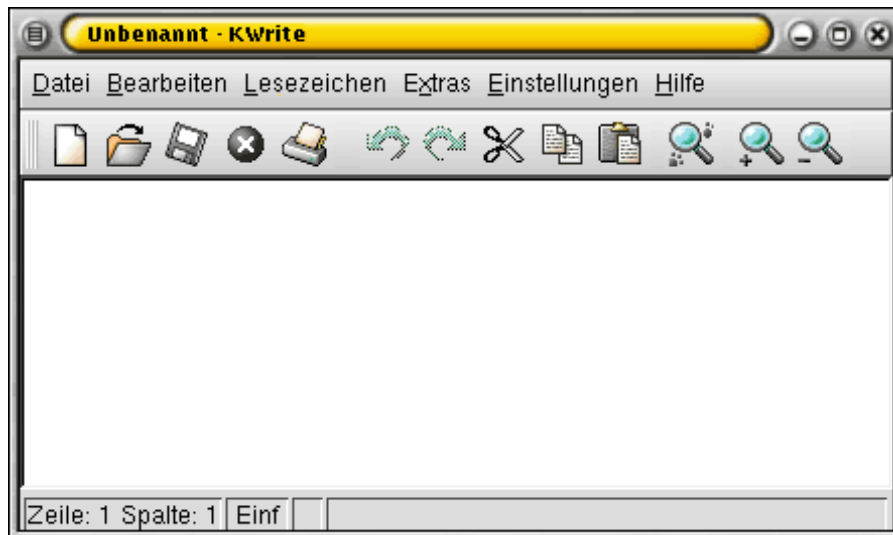 Unbenannt - KWrite
Datei Bearbeiten Lesezeichen Extras Einstellungen Hilfe
Zeile: 1 Spalte: 1 Einf